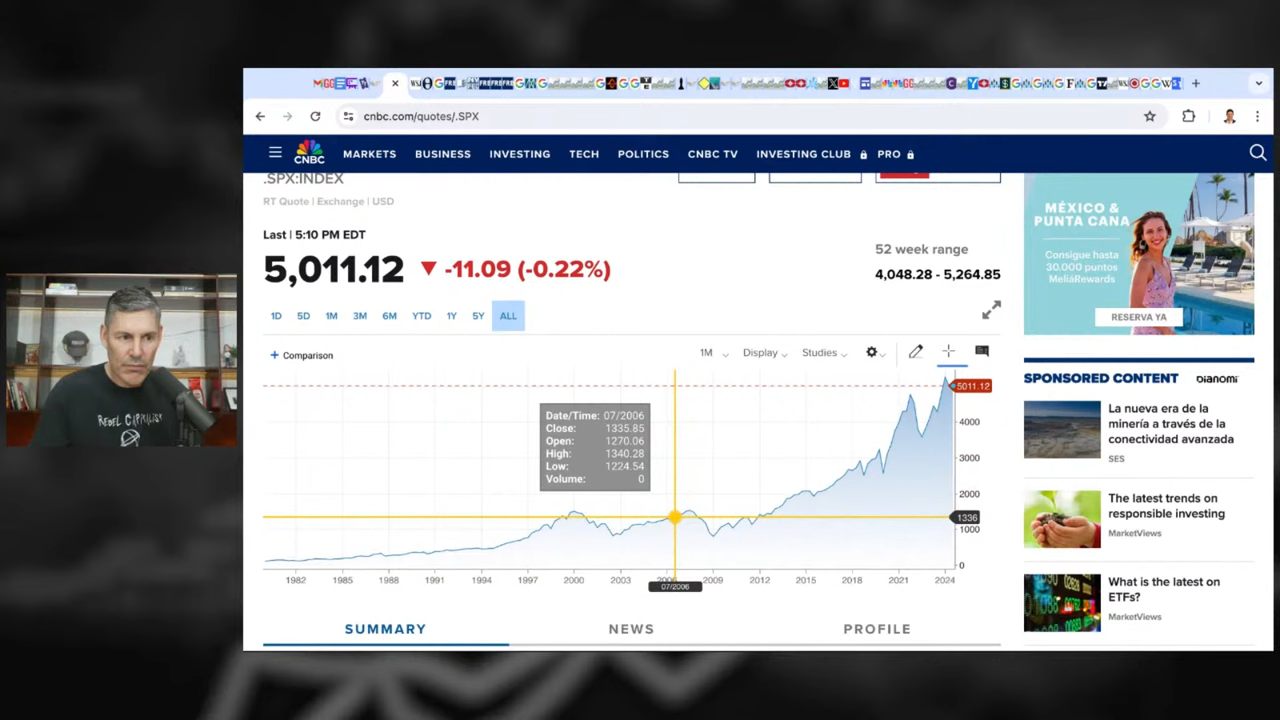 cnbc.com/quotes/.SPX
CNBC
MARKETS BUSINESS INVESTING TECH POLITICS CNBC TV INVESTING CLUB PRO
.SPX:INDEX
RT Quote | Exchange | USD
Last | 5:10 PM EDT
5,011.12 ▼ -11.09 (-0.22%)
52 week range
4,048.28 - 5,264.85
1D 5D 1M 3M 6M YTD 1Y 5Y ALL
+ Comparison
1M Display Studies
5011.12
4000
3000
2000
1336
1000
0
Date/Time: 07/2006
Close: 1335.85
Open: 1270.06
High: 1340.28
Low: 1224.54
Volume: 0
1982 1985 1988 1991 1994 1997 2000 2003 2006 2009 2012 2015 2018 2021 2024
07/2006
SUMMARY NEWS PROFILE
MÉXICO &
PUNTA CANA
Consigue hasta
30.000 puntos
MeliáRewards
RESERVA YA
SPONSORED CONTENT
DIANOMI
La nueva era de la
minería a través de la
conectividad avanzada
SES
The latest trends on
responsible investing
MarketViews
What is the latest on
ETFs?
MarketViews
REBEL CAPITALIST